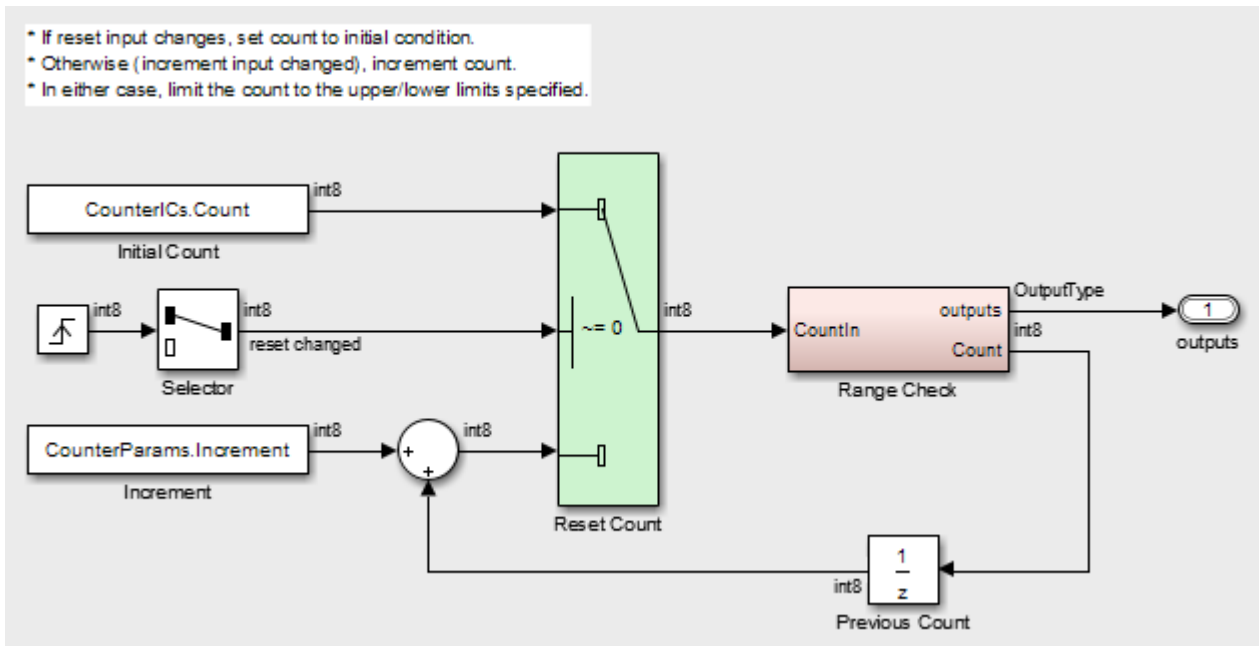 * If reset input changes, set count to initial condition.
* Otherwise (increment input changed), increment count.
* In either case, limit the count to the upper/lower limits specified.
CounterICs.Count
int8
Initial Count
int8
int8
reset changed
Selector
CounterParams.Increment
int8
Increment
+
+
int8
~= 0
Reset Count
int8
CountIn
outputs
Count
Range Check
OutputType
int8
1
outputs
1
z
int8
Previous Count